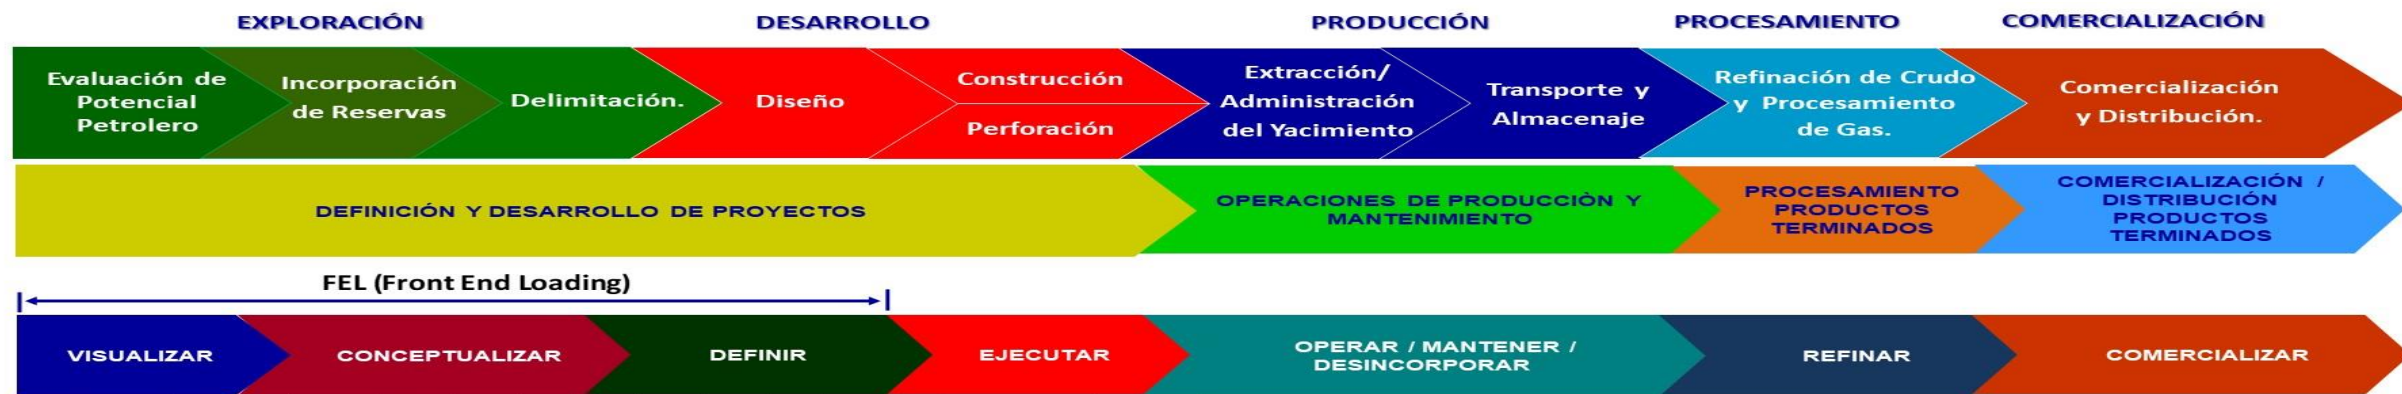 EXPLORACIÓN
DESARROLLO
PRODUCCIÓN
PROCESAMIENTO
COMERCIALIZACIÓN
Evaluación de
Potencial
Petrolero
Incorporación
de Reservas
Delimitación.
Diseño
Construcción
Perforación
Extracción/
Administración
del Yacimiento
Transporte y
Almacenaje
Refinación de Crudo
y Procesamiento
de Gas.
Comercialización
y Distribución.
DEFINICIÓN Y DESARROLLO DE PROYECTOS
OPERACIONES DE PRODUCCIÒN Y
MANTENIMIENTO
PROCESAMIENTO
PRODUCTOS
TERMINADOS
COMERCIALIZACIÓN /
DISTRIBUCIÓN
PRODUCTOS
TERMINADOS
FEL (Front End Loading)
VISUALIZAR
CONCEPTUALIZAR
DEFINIR
EJECUTAR
OPERAR / MANTENER /
DESINCORPORAR
REFINAR
COMERCIALIZAR